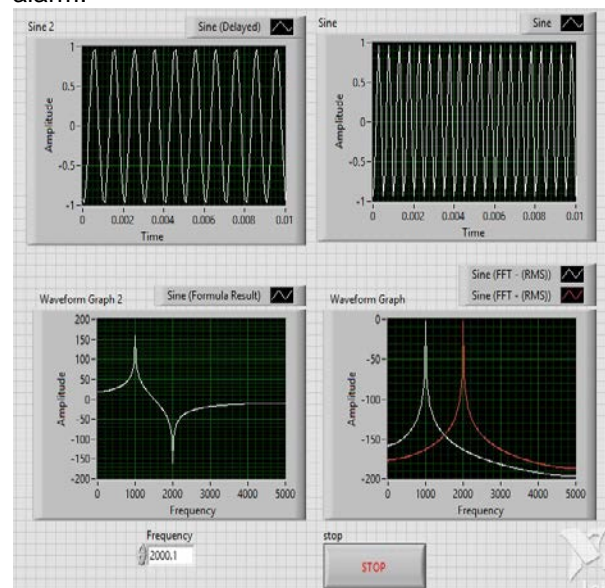 alarm.
Sine 2
Sine (Delayed)
Amplitude
1
0.5
0
-0.5
-1
0 0.002 0.004 0.006 0.008 0.01
Time
Sine
Sine
Amplitude
1
0.5
0
-0.5
-1
0 0.002 0.004 0.006 0.008 0.01
Time
Waveform Graph 2
Sine (Formula Result)
Amplitude
200
150
100
50
0
-50
-100
-150
-200
0 1000 2000 3000 4000 5000
Frequency
Sine (FFT - (RMS))
Sine (FFT - (RMS))
Waveform Graph
Amplitude
0
-50
-100
-150
-200
0 1000 2000 3000 4000 5000
Frequency
Frequency
2000.1
stop
STOP